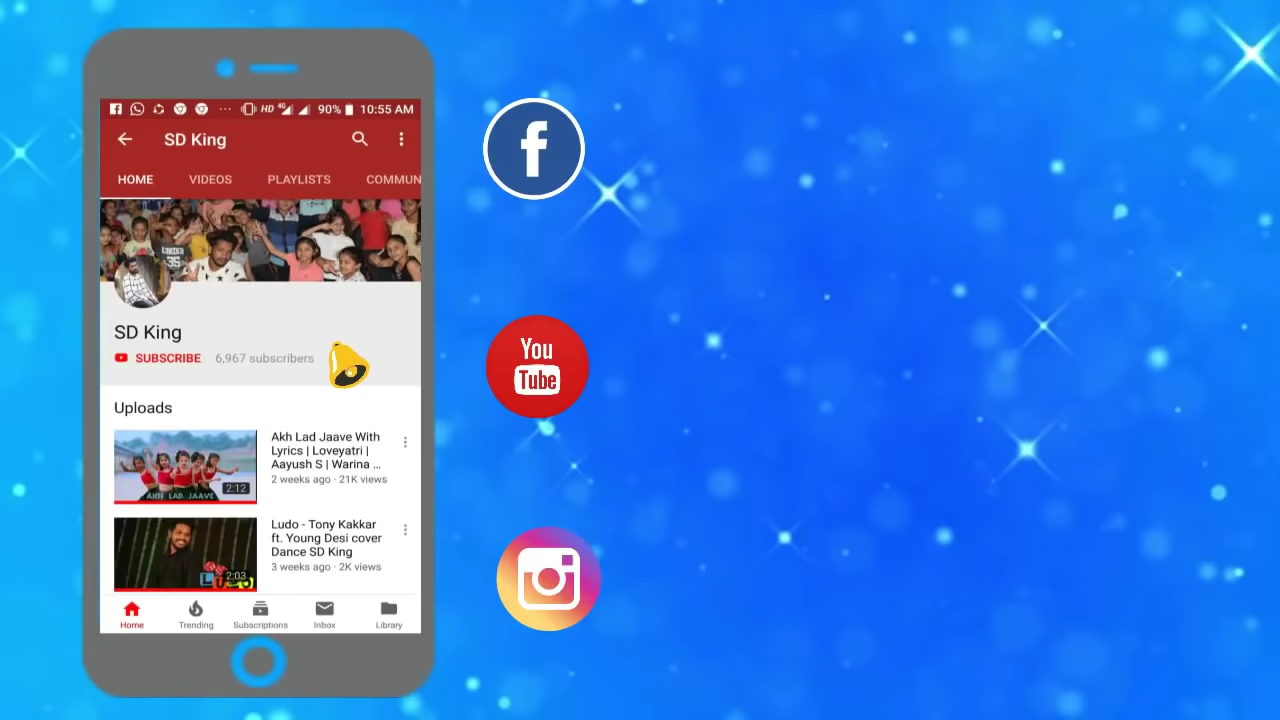 HD 4G 90% 10:55 AM
SD King
HOME VIDEOS PLAYLISTS COMMUN
SD King
SUBSCRIBE 6,967 subscribers
Uploads
Akh Lad Jaave With
Lyrics | Loveyatri |
Aayush S | Warina ...
2 weeks ago · 21K views
AKH LAD JAAVE
2:12
Ludo - Tony Kakkar
ft. Young Desi cover
Dance SD King
3 weeks ago · 2K views
2:03
Home Trending Subscriptions Inbox Library
f
You
Tube